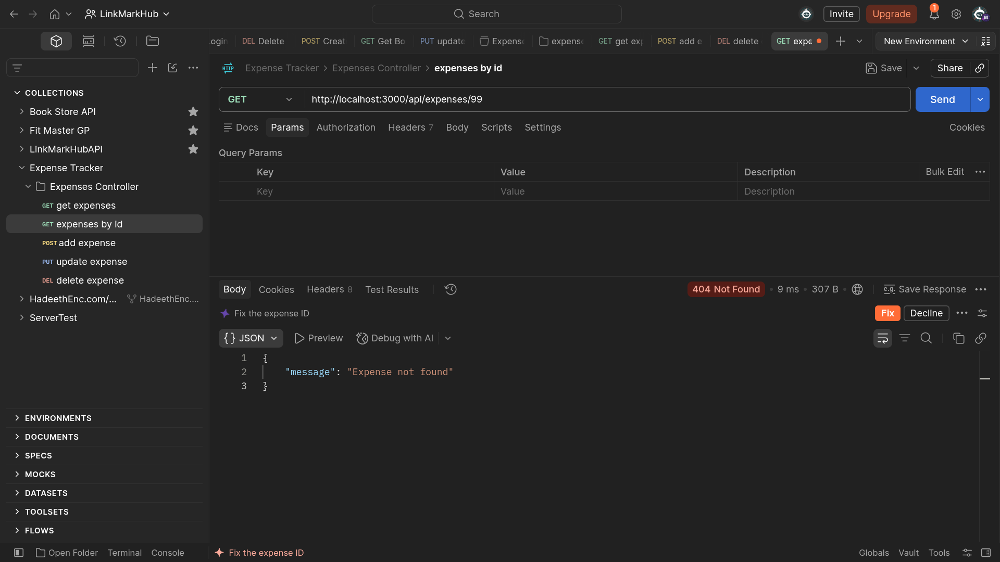 LinkMarkHub
Search
Invite
Upgrade
1
M
ogin
DEL Delete
POST Creat
GET Get Bo
PUT update
Expens
expens
GET get exp
POST add e
DEL delete
GET expe
New Environment
COLLECTIONS
Book Store API
Fit Master GP
LinkMarkHubAPI
Expense Tracker
Expenses Controller
GET get expenses
GET expenses by id
POST add expense
PUT update expense
DEL delete expense
HadeethEnc.com/... HadeethEnc....
ServerTest
ENVIRONMENTS
DOCUMENTS
SPECS
MOCKS
DATASETS
TOOLSETS
FLOWS
HTTP Expense Tracker > Expenses Controller > expenses by id
Save
Share
GET http://localhost:3000/api/expenses/99
Send
Docs Params Authorization Headers 7 Body Scripts Settings
Cookies
Query Params
Key Value Description Bulk Edit
Key Value Description
Body Cookies Headers 8 Test Results
404 Not Found • 9 ms • 307 B •
e.g. Save Response
Fix the expense ID
Fix Decline
{} JSON Preview Debug with AI
1 {
2 "message": "Expense not found"
3 }
Open Folder Terminal Console
Fix the expense ID
Globals Vault Tools